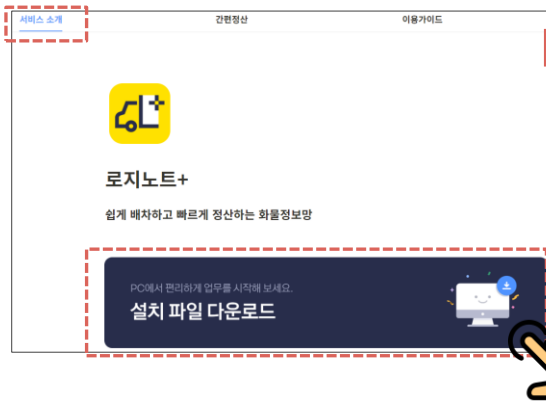 서비스 소개 간편정산 이용가이드
로지노트+
쉽게 배차하고 빠르게 정산하는 화물정보망
PC에서 편리하게 업무를 시작해 보세요.
설치 파일 다운로드